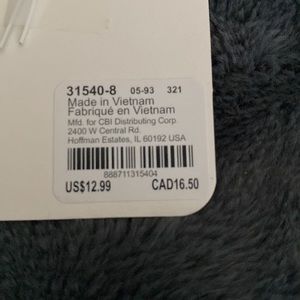 31540-8 05-93 321
Made in Vietnam
Fabriqué en Vietnam
Mfd. for CBI Distributing Corp.
2400 W Central Rd.
Hoffman Estates, IL 60192 USA
888711315404
US$12.99 CAD16.50